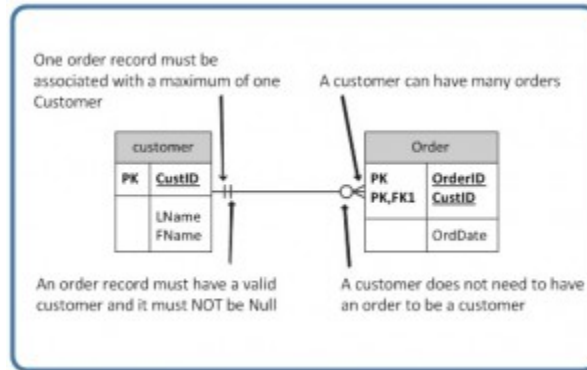 One order record must be
associated with a maximum of one
Customer
A customer can have many orders
customer
PK CustID
LName
FName
Order
PK OrderID
PK,FK1 CustID
OrdDate
An order record must have a valid
customer and it must NOT be Null
A customer does not need to have
an order to be a customer